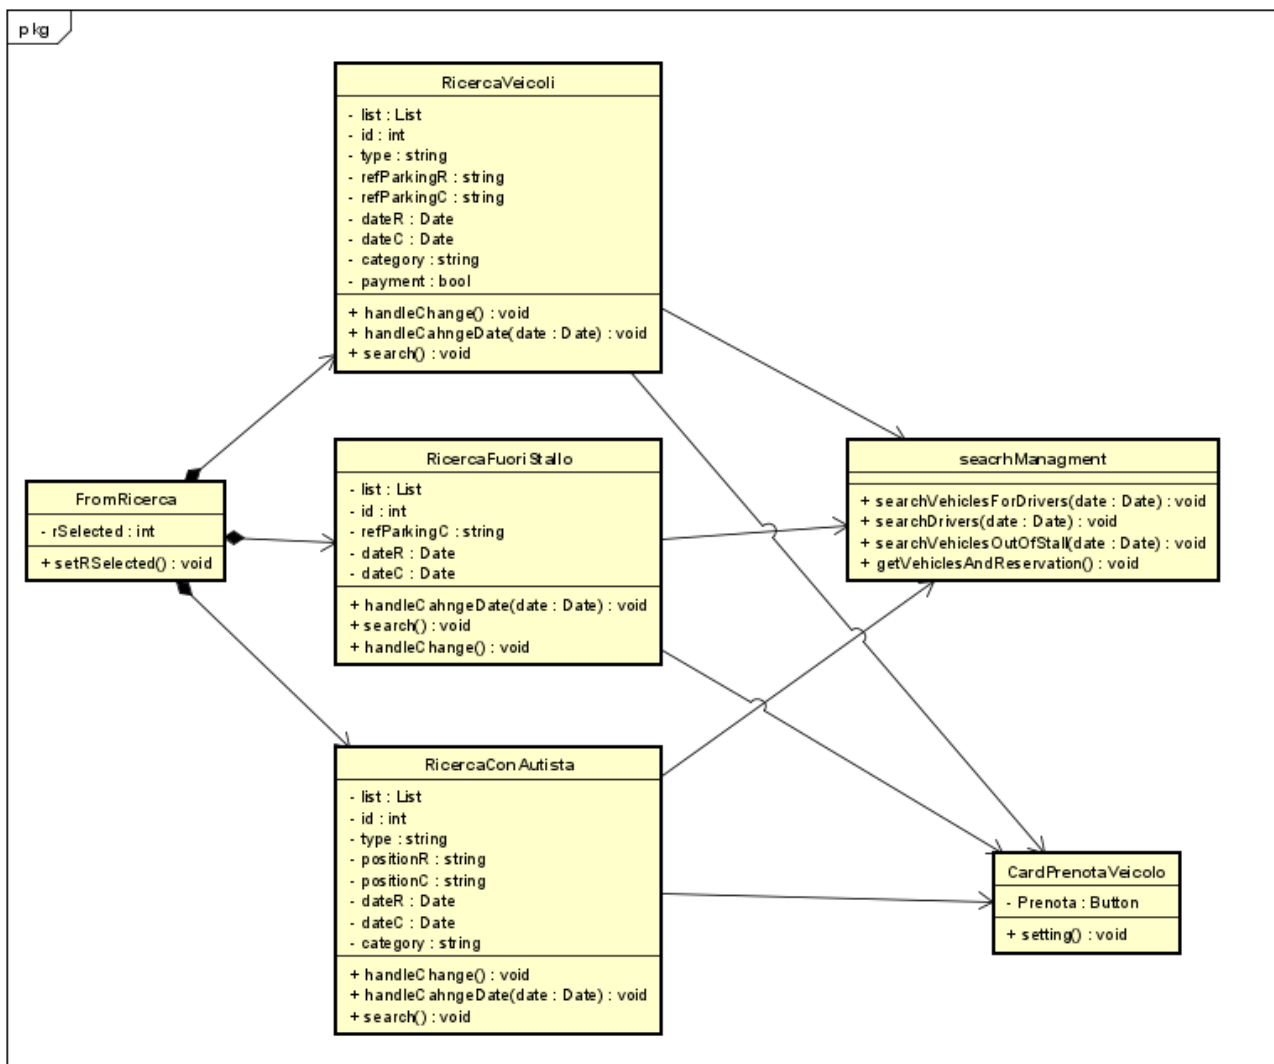 pkg
RicercaVeicoli
- list : List
- id : int
- type : string
- refParkingR : string
- refParkingC : string
- dateR : Date
- dateC : Date
- category : string
- payment : bool
+ handleChange() : void
+ handleCahngeDate(date : Date) : void
+ search() : void
FromRicerca
- rSelected : int
+ setRSelected() : void
RicercaFuoriStallo
- list : List
- id : int
- refParkingC : string
- dateR : Date
- dateC : Date
+ handleCahngeDate(date : Date) : void
+ search() : void
+ handleChange() : void
seacrhManagment
+ searchVehiclesForDrivers(date : Date) : void
+ searchDrivers(date : Date) : void
+ searchVehiclesOutOfStall(date : Date) : void
+ getVehiclesAndReservation() : void
RicercaConAutista
- list : List
- id : int
- type : string
- positionR : string
- positionC : string
- dateR : Date
- dateC : Date
- category : string
+ handleChange() : void
+ handleCahngeDate(date : Date) : void
+ search() : void
CardPrenotaVeicolo
- Prenota : Button
+ setting() : void